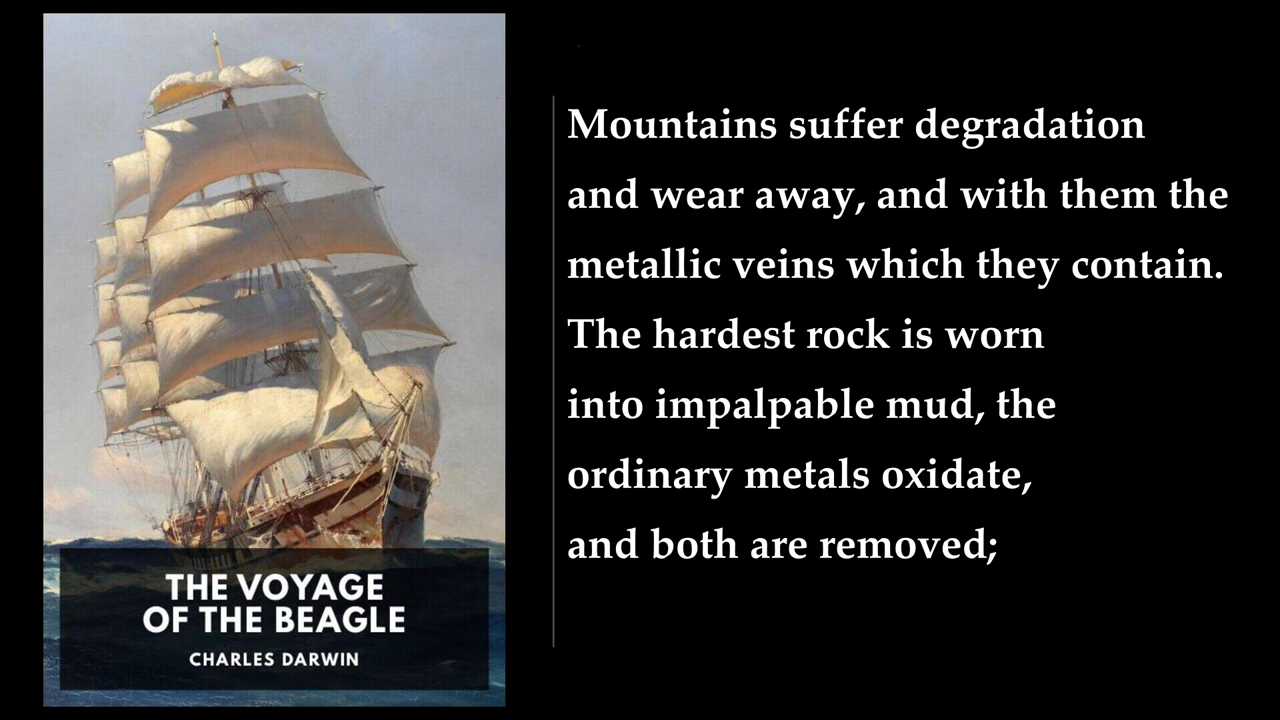 THE VOYAGE
OF THE BEAGLE
CHARLES DARWIN
Mountains suffer degradation
and wear away, and with them the
metallic veins which they contain.
The hardest rock is worn
into impalpable mud, the
ordinary metals oxidate,
and both are removed;